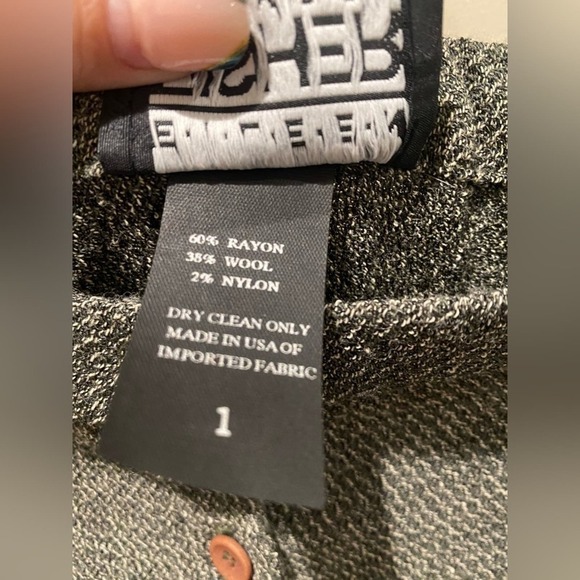 60% RAYON
38% WOOL
2% NYLON
DRY CLEAN ONLY
MADE IN USA OF
IMPORTED FABRIC
1